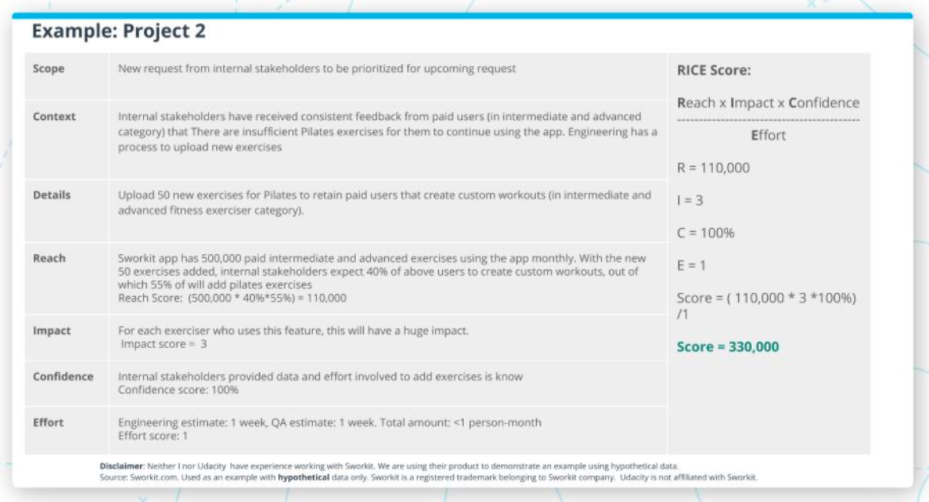 Example: Project 2
Scope
New request from internal stakeholders to be prioritized for upcoming request
Context
Internal stakeholders have received consistent feedback from paid users (in intermediate and advanced
category) that There are insufficient Pilates exercises for them to continue using the app. Engineering has a
process to upload new exercises
Details
Upload 50 new exercises for Pilates to retain paid users that create custom workouts (in intermediate and
advanced fitness exerciser category).
Reach
Sworkit app has 500,000 paid intermediate and advanced exercises using the app monthly. With the new
50 exercises added, internal stakeholders expect 40% of above users to create custom workouts, out of
which 55% of will add pilates exercises
Reach Score: (500,000 * 40%*55%) = 110,000
Impact
For each exerciser who uses this feature, this will have a huge impact.
Impact score = 3
Confidence
Internal stakeholders provided data and effort involved to add exercises is know
Confidence score: 100%
Effort
Engineering estimate: 1 week, QA estimate: 1 week. Total amount: <1 person-month
Effort score: 1
RICE Score:
Reach x Impact x Confidence
------------------------------------------
Effort
R = 110,000
I = 3
C = 100%
E = 1
Score = ( 110,000 * 3 *100%)
/1
Score = 330,000
Disclaimer: Neither I nor Udacity have experience working with Sworkit. We are using their product to demonstrate an example using hypothetical data.
Source: Sworkit.com. Used as an example with hypothetical data only. Sworkit is a registered trademark belonging to Sworkit company. Udacity is not affiliated with Sworkit.